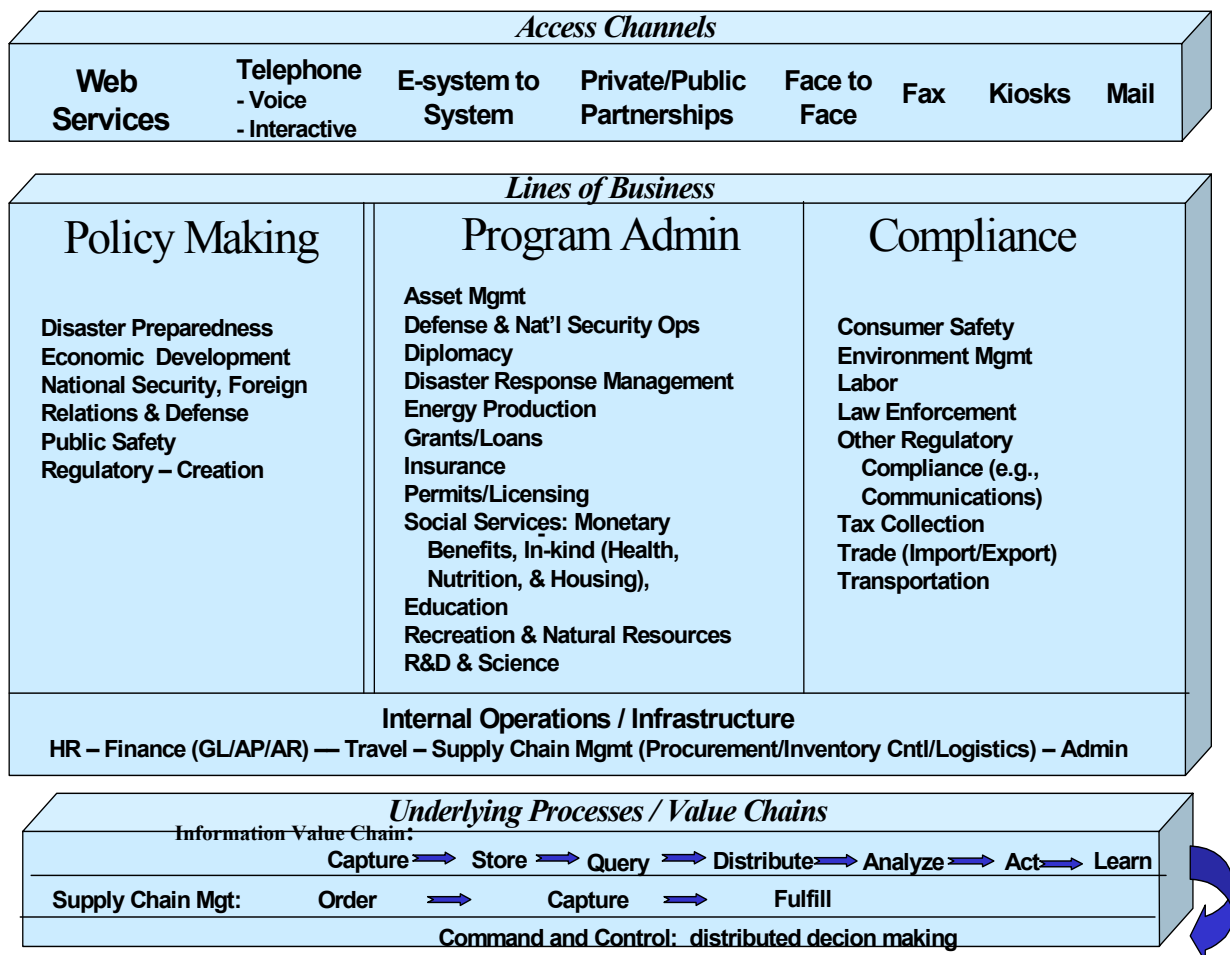 Access Channels
Web
Services
Telephone
- Voice
- Interactive
E-system to
System
Private/Public
Partnerships
Face to
Face
Fax
Kiosks
Mail
Lines of Business
Policy Making
Disaster Preparedness
Economic Development
National Security, Foreign
Relations & Defense
Public Safety
Regulatory – Creation
Program Admin
Asset Mgmt
Defense & Nat'l Security Ops
Diplomacy
Disaster Response Management
Energy Production
Grants/Loans
Insurance
Permits/Licensing
Social Services: Monetary
Benefits, In-kind (Health,
Nutrition, & Housing),
Education
Recreation & Natural Resources
R&D & Science
Compliance
Consumer Safety
Environment Mgmt
Labor
Law Enforcement
Other Regulatory
Compliance (e.g.,
Communications)
Tax Collection
Trade (Import/Export)
Transportation
Internal Operations / Infrastructure
HR – Finance (GL/AP/AR) — Travel – Supply Chain Mgmt (Procurement/Inventory Cntl/Logistics) – Admin
Underlying Processes / Value Chains
Information Value Chain:
Capture Store Query Distribute Analyze Act Learn
Supply Chain Mgt: Order Capture Fulfill
Command and Control: distributed decion making